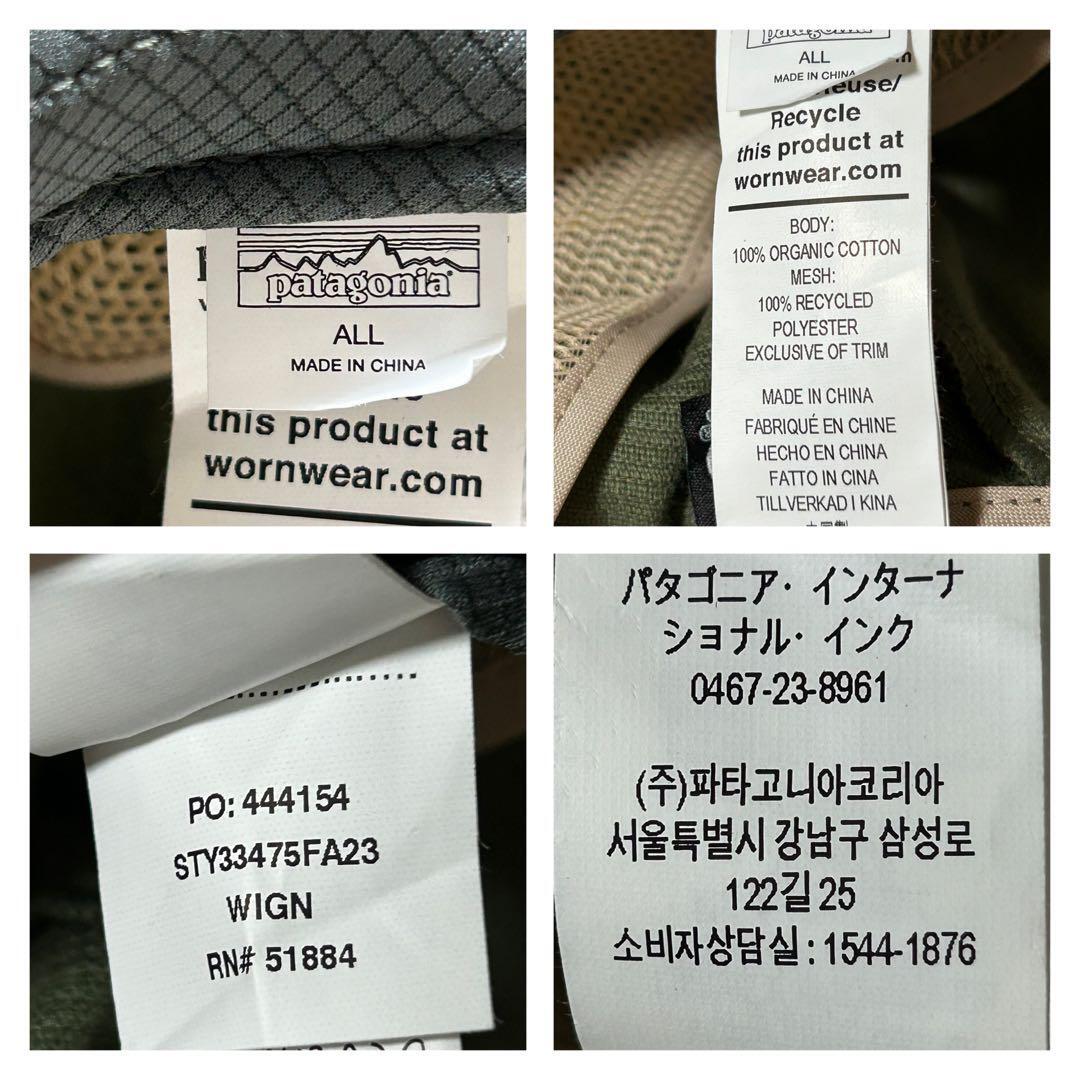 patagonia®
ALL
MADE IN CHINA
this product at
wornwear.com
patagonia
ALL
MADE IN CHINA
Reuse/
Recycle
this product at
wornwear.com
BODY:
100% ORGANIC COTTON
MESH:
100% RECYCLED
POLYESTER
EXCLUSIVE OF TRIM
MADE IN CHINA
FABRIQUÉ EN CHINE
HECHO EN CHINA
FATTO IN CINA
TILLVERKAD I KINA
PO: 444154
STY33475FA23
WIGN
RN# 51884
パタゴニア・インターナ
ショナル・インク
0467-23-8961
(주)파타고니아코리아
서울특별시 강남구 삼성로
122길 25
소비자상담실 : 1544-1876